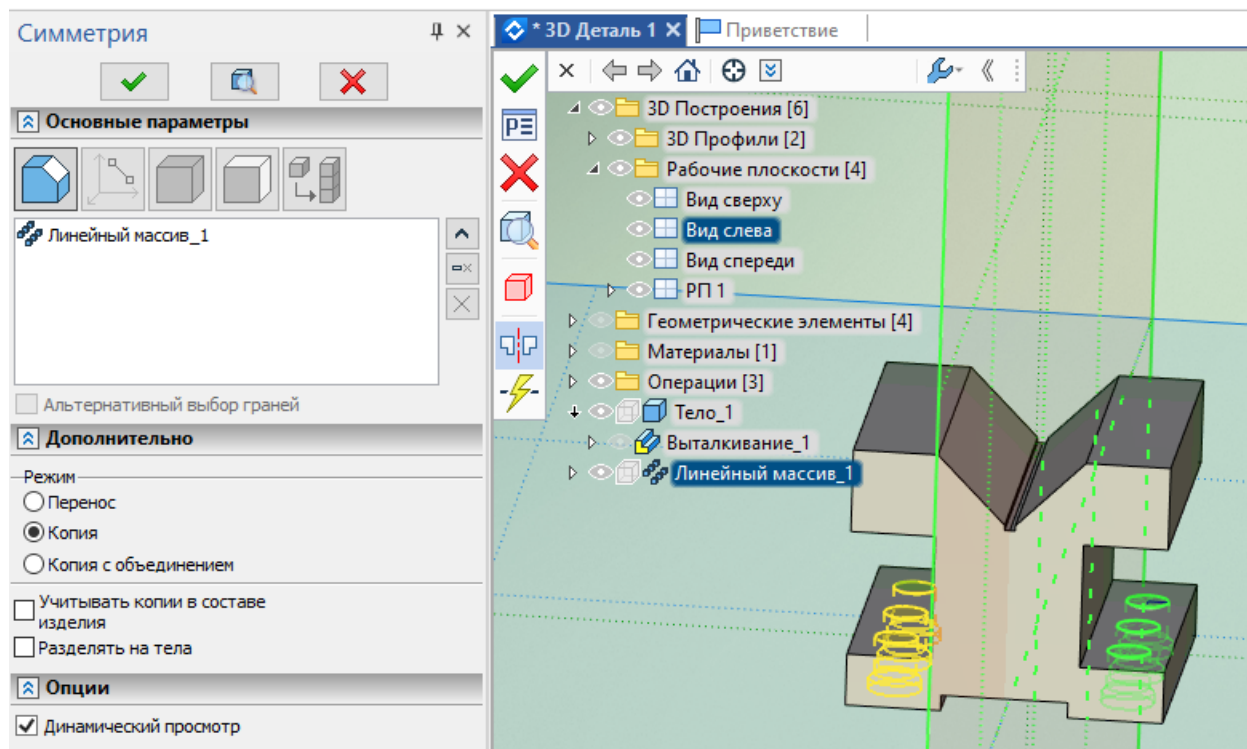 Симметрия
Основные параметры
Линейный массив_1
Альтернативный выбор граней
Дополнительно
Режим
Перенос
Копия
Копия с объединением
Учитывать копии в составе
изделия
Разделять на тела
Опции
Динамический просмотр
* 3D Деталь 1
Приветствие
3D Построения [6]
3D Профили [2]
Рабочие плоскости [4]
Вид сверху
Вид слева
Вид спереди
РП 1
Геометрические элементы [4]
Материалы [1]
Операции [3]
Тело_1
Выталкивание_1
Линейный массив_1